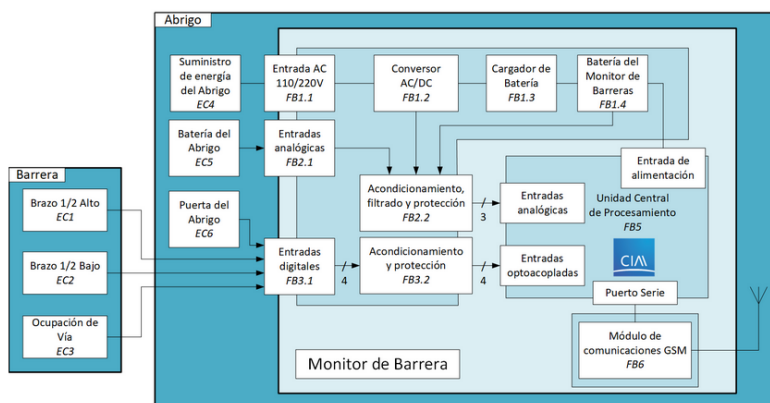 Abrigo
Suministro
de energía
del Abrigo
EC4
Entrada AC
110/220V
FB1.1
Conversor
AC/DC
FB1.2
Cargador de
Batería
FB1.3
Batería del
Monitor de
Barreras
FB1.4
Batería del
Abrigo
EC5
Entradas
analógicas
FB2.1
Entrada de
alimentación
Barrera
Brazo 1/2 Alto
EC1
Puerta del
Abrigo
EC6
Acondicionamiento,
filtrado y protección
FB2.2
3
Entradas
analógicas
Unidad Central
de Procesamiento
FB5
CIAA
Brazo 1/2 Bajo
EC2
Entradas
digitales
FB3.1
4
Acondicionamiento
y protección
FB3.2
4
Entradas
optoacopladas
Puerto Serie
Ocupación de
Vía
EC3
Monitor de Barrera
Módulo de
comunicaciones GSM
FB6